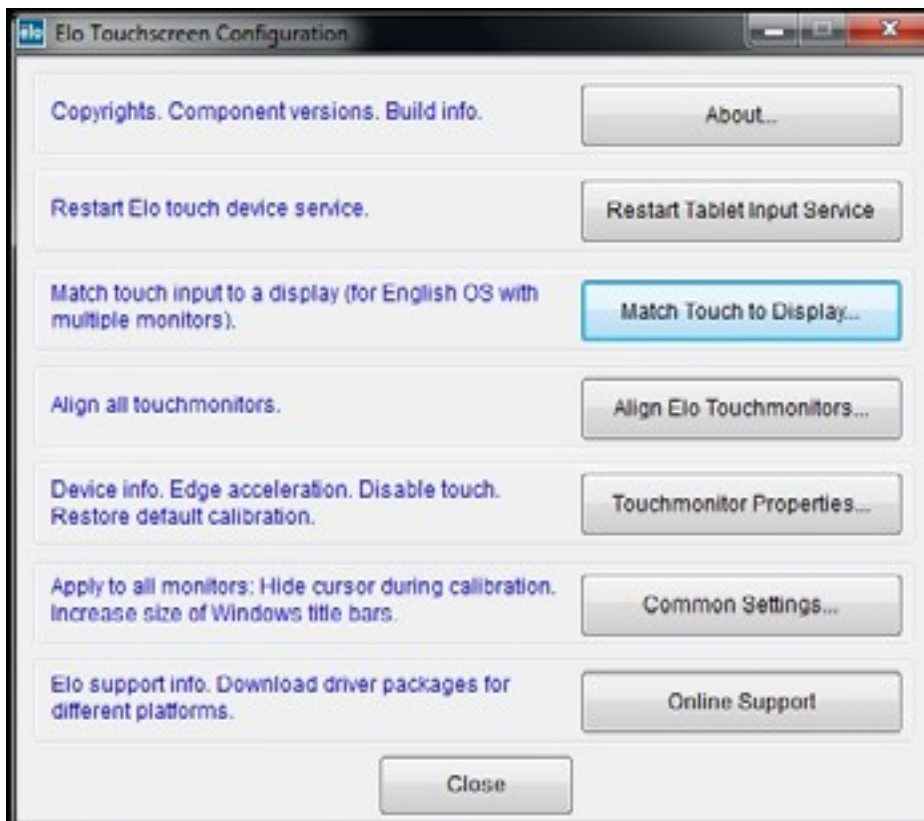 elo Elo Touchscreen Configuration
Copyrights. Component versions. Build info.
About...
Restart Elo touch device service.
Restart Tablet Input Service
Match touch input to a display (for English OS with
multiple monitors).
Match Touch to Display...
Align all touchmonitors.
Align Elo Touchmonitors...
Device info. Edge acceleration. Disable touch.
Restore default calibration.
Touchmonitor Properties...
Apply to all monitors: Hide cursor during calibration.
Increase size of Windows title bars.
Common Settings...
Elo support info. Download driver packages for
different platforms.
Online Support
Close